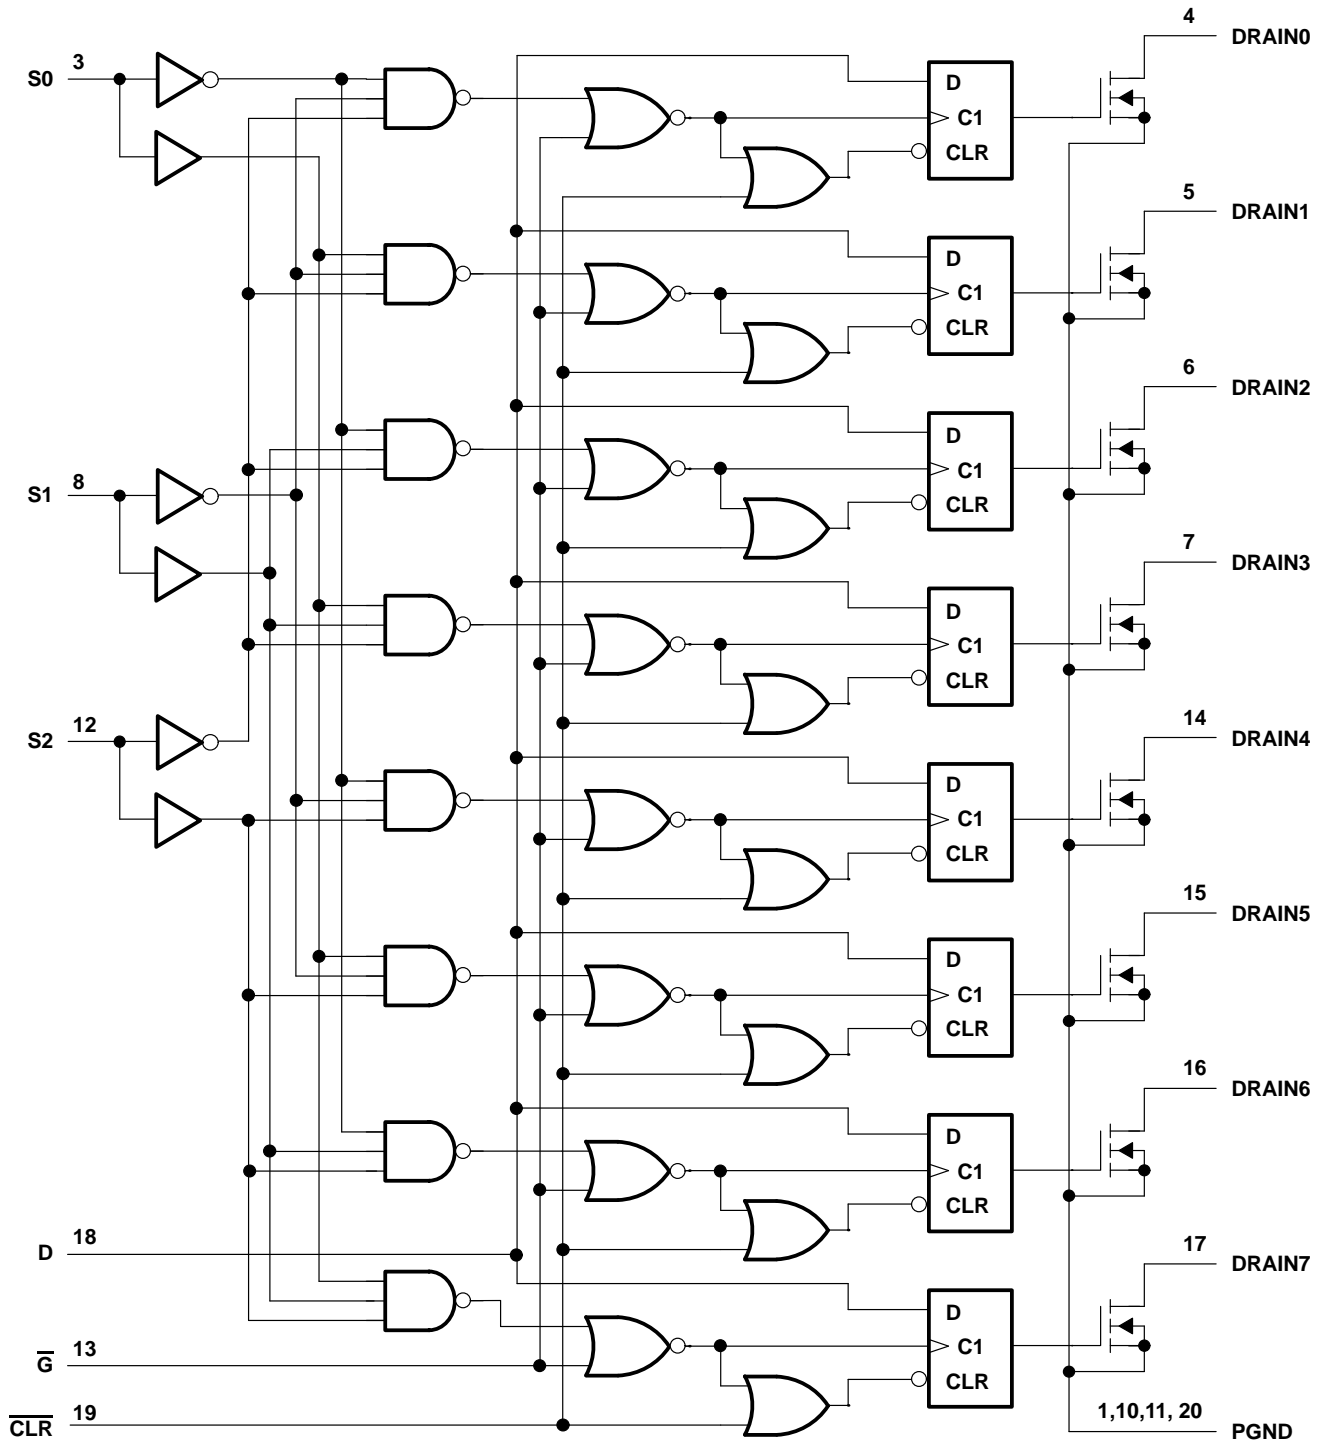 4
DRAIN0
3
S0
D
C1
CLR
5
DRAIN1
D
C1
CLR
6
DRAIN2
D
C1
CLR
8
S1
7
DRAIN3
D
C1
CLR
12
S2
14
DRAIN4
D
C1
CLR
15
DRAIN5
D
C1
CLR
16
DRAIN6
D
C1
CLR
18
D
17
DRAIN7
D
C1
CLR
13
G̅
19
C̅L̅R̅
1,10,11, 20
PGND